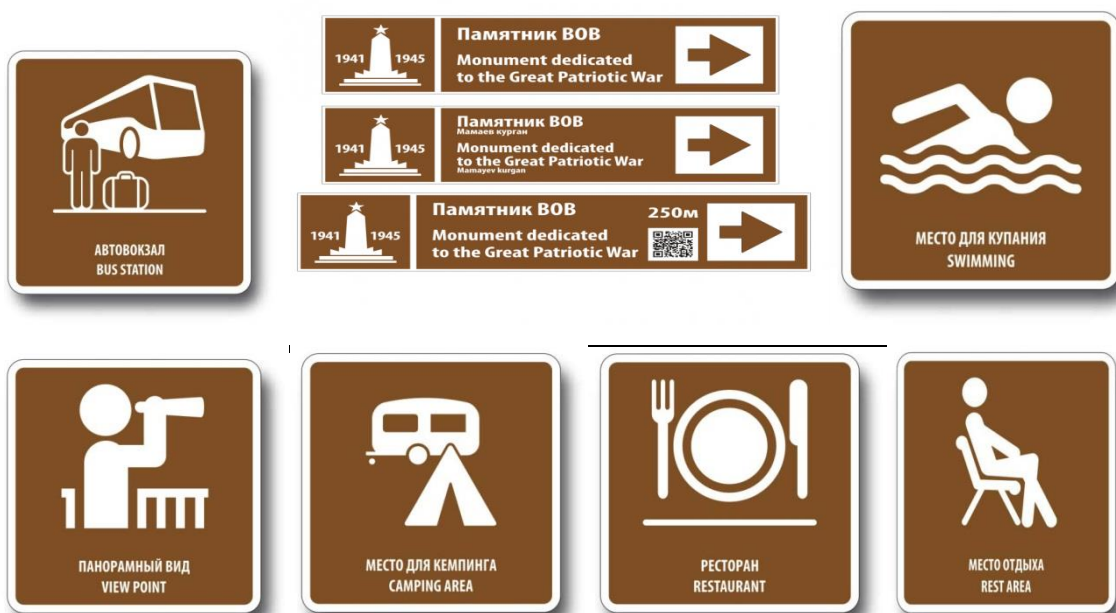 АВТОВОКЗАЛ
BUS STATION
1941 1945
Памятник ВОВ
Monument dedicated
to the Great Patriotic War
1941 1945
Памятник ВОВ
Мамаев курган
Monument dedicated
to the Great Patriotic War
Mamayev kurgan
1941 1945
Памятник ВОВ
Monument dedicated
to the Great Patriotic War
250м
МЕСТО ДЛЯ КУПАНИЯ
SWIMMING
ПАНОРАМНЫЙ ВИД
VIEW POINT
МЕСТО ДЛЯ КЕМПИНГА
CAMPING AREA
РЕСТОРАН
RESTAURANT
МЕСТО ОТДЫХА
REST AREA